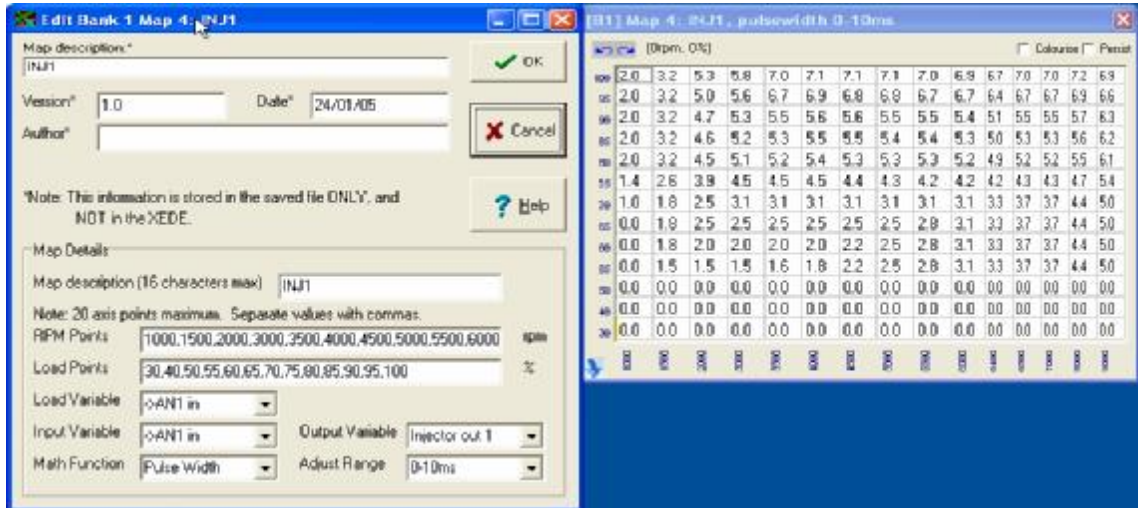 Edit Bank 1 Map 4: INJ1
Map description:*
INJ1
OK
Version*
1.0
Date*
24/01/05
Author*
Cancel
*Note: This information is stored in the saved file ONLY, and
NOT in the XEDE.
Help
Map Details
Map description (16 characters max)
INJ1
Note: 20 axis points maximum. Separate values with commas.
RPM Points
1000,1500,2000,3000,3500,4000,4500,5000,5500,6000
rpm
Load Points
30,40,50,55,60,65,70,75,80,85,90,95,100
%
Load Variable
->AN1 in
Input Variable
->AN1 in
Output Variable
Injector out 1
Math Function
Pulse Width
Adjust Range
0-10ms
[B1] Map 4: INJ1, pulsewidth 0-10ms
(0rpm, 0%)
Colourise
Persist
100 2.0 3.2 5.3 5.8 7.0 7.1 7.1 7.1 7.0 6.9 6.7 7.0 7.0 7.2 6.9
95 2.0 3.2 5.0 5.6 6.7 6.9 6.8 6.8 6.7 6.7 6.4 6.7 6.7 6.9 6.6
90 2.0 3.2 4.7 5.3 5.5 5.6 5.6 5.5 5.5 5.4 5.1 5.5 5.5 5.7 6.3
85 2.0 3.2 4.6 5.2 5.3 5.5 5.5 5.4 5.4 5.3 5.0 5.3 5.3 5.6 6.2
2.0 3.2 4.5 5.1 5.2 5.4 5.3 5.3 5.3 5.2 4.9 5.2 5.2 5.5 6.1
1.4 2.6 3.9 4.5 4.5 4.5 4.4 4.3 4.2 4.2 4.2 4.3 4.3 4.7 5.4
1.0 1.8 2.5 3.1 3.1 3.1 3.1 3.1 3.1 3.1 3.3 3.7 3.7 4.4 5.0
0.0 1.8 2.5 2.5 2.5 2.5 2.5 2.5 2.8 3.1 3.3 3.7 3.7 4.4 5.0
0.0 1.8 2.0 2.0 2.0 2.0 2.2 2.5 2.8 3.1 3.3 3.7 3.7 4.4 5.0
0.0 1.5 1.5 1.5 1.6 1.8 2.2 2.5 2.8 3.1 3.3 3.7 3.7 4.4 5.0
0.0 0.0 0.0 0.0 0.0 0.0 0.0 0.0 0.0 0.0 0.0 0.0 0.0 0.0 0.0
0.0 0.0 0.0 0.0 0.0 0.0 0.0 0.0 0.0 0.0 0.0 0.0 0.0 0.0 0.0
0.0 0.0 0.0 0.0 0.0 0.0 0.0 0.0 0.0 0.0 0.0 0.0 0.0 0.0 0.0